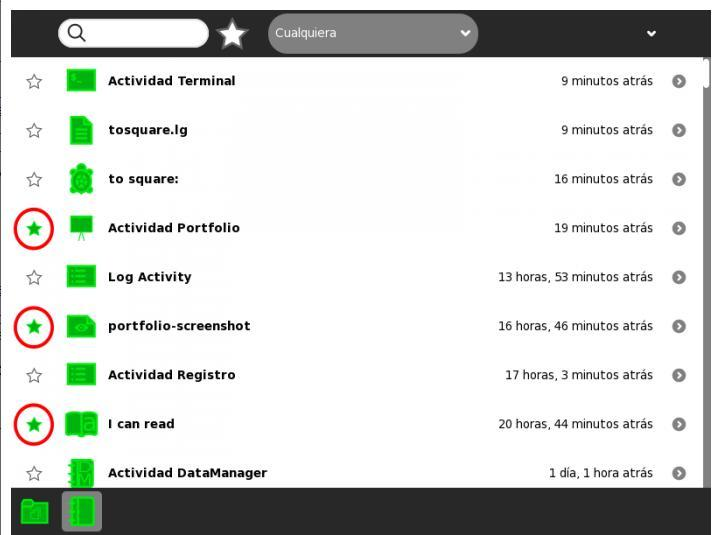 Cualquiera
Actividad Terminal 9 minutos atrás
tosquare.lg 9 minutos atrás
to square: 16 minutos atrás
Actividad Portfolio 19 minutos atrás
Log Activity 13 horas, 53 minutos atrás
portfolio-screenshot 16 horas, 46 minutos atrás
Actividad Registro 17 horas, 3 minutos atrás
I can read 20 horas, 44 minutos atrás
Actividad DataManager 1 día, 1 hora atrás